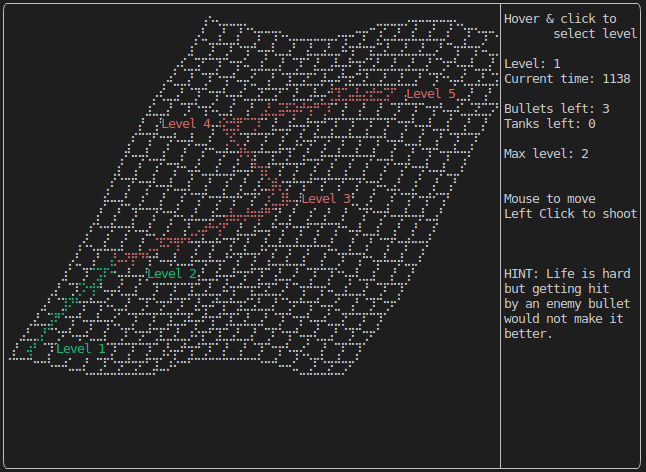 Hover & click to
select level
Level: 1
Current time: 1138
Level 5
Bullets left: 3
Level 4
Tanks left: 0
Max level: 2
Mouse to move
Level 3
Left Click to shoot
Level 2
HINT: Life is hard
but getting hit
by an enemy bullet
would not make it
better.
Level 1